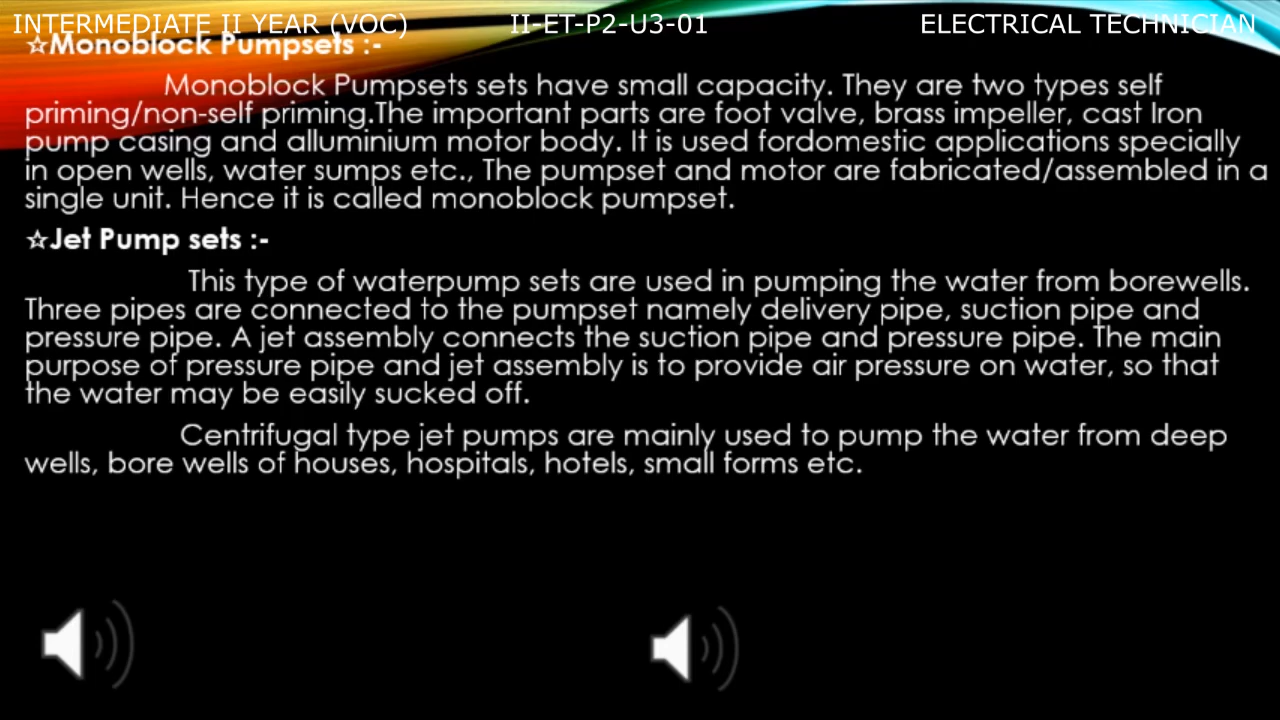 INTERMEDIATE II YEAR (VOC) II-ET-P2-U3-01 ELECTRICAL TECHNICIAN
☆Monoblock Pumpsets :-
Monoblock Pumpsets sets have small capacity. They are two types self
priming/non-self priming.The important parts are foot valve, brass impeller, cast Iron
pump casing and alluminium motor body. It is used fordomestic applications specially
in open wells, water sumps etc., The pumpset and motor are fabricated/assembled in a
single unit. Hence it is called monoblock pumpset.
☆Jet Pump sets :-
This type of waterpump sets are used in pumping the water from borewells.
Three pipes are connected to the pumpset namely delivery pipe, suction pipe and
pressure pipe. A jet assembly connects the suction pipe and pressure pipe. The main
purpose of pressure pipe and jet assembly is to provide air pressure on water, so that
the water may be easily sucked off.
Centrifugal type jet pumps are mainly used to pump the water from deep
wells, bore wells of houses, hospitals, hotels, small forms etc.